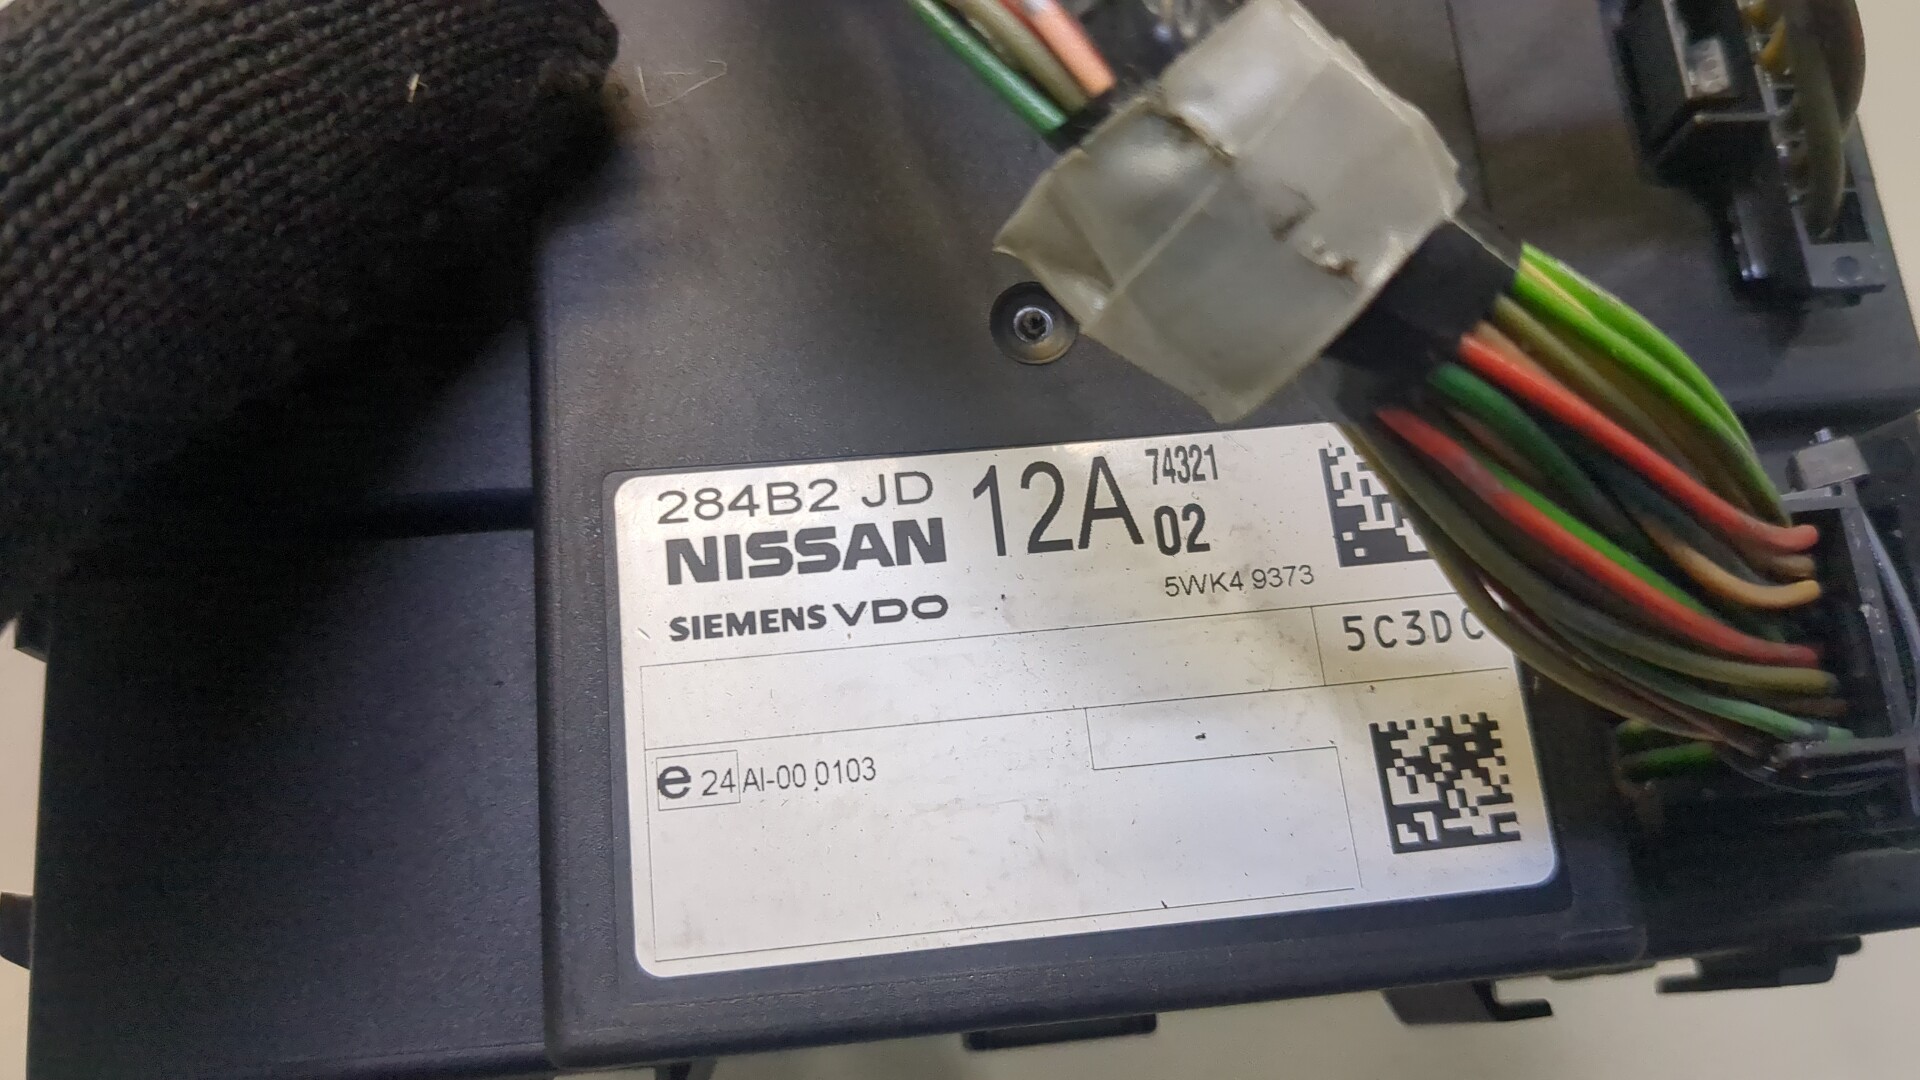 284B2 JD 12A 74321
NISSAN 02
5WK4 9373
SIEMENS VDO
5C3DC
e 24 AI-00 0103